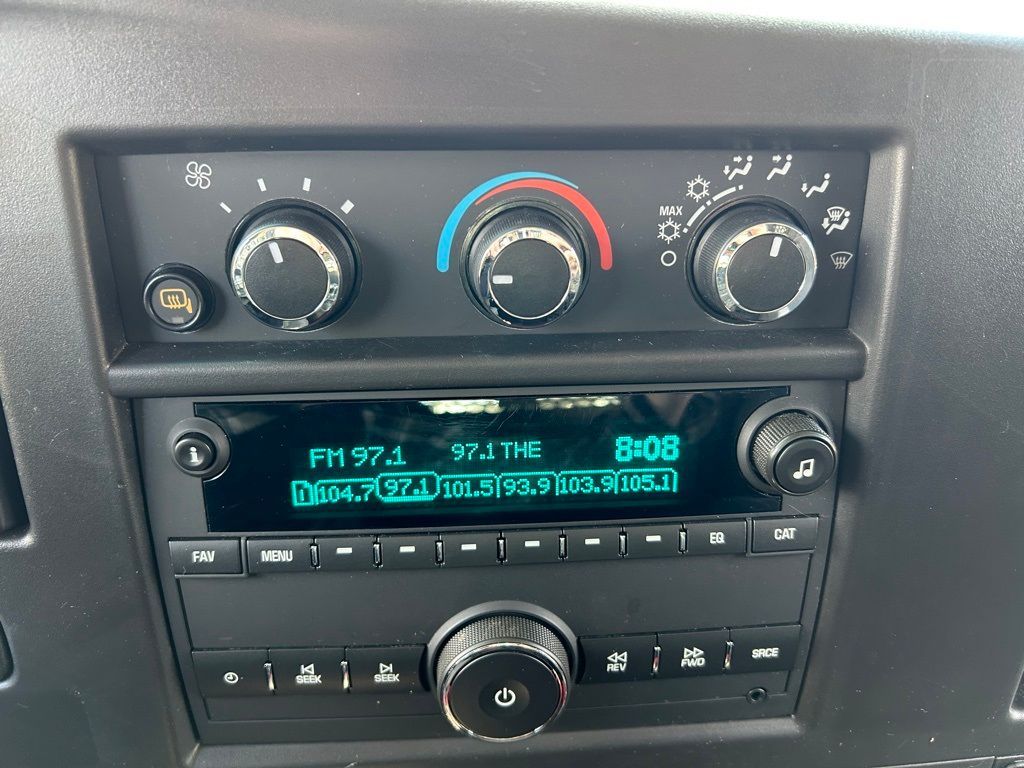 MAX
FM 97.1 97.1 THE 8:08
1 104.7 97.1 101.5 93.9 103.9 105.1
i
FAV MENU EQ CAT
SEEK SEEK REV FWD SRCE